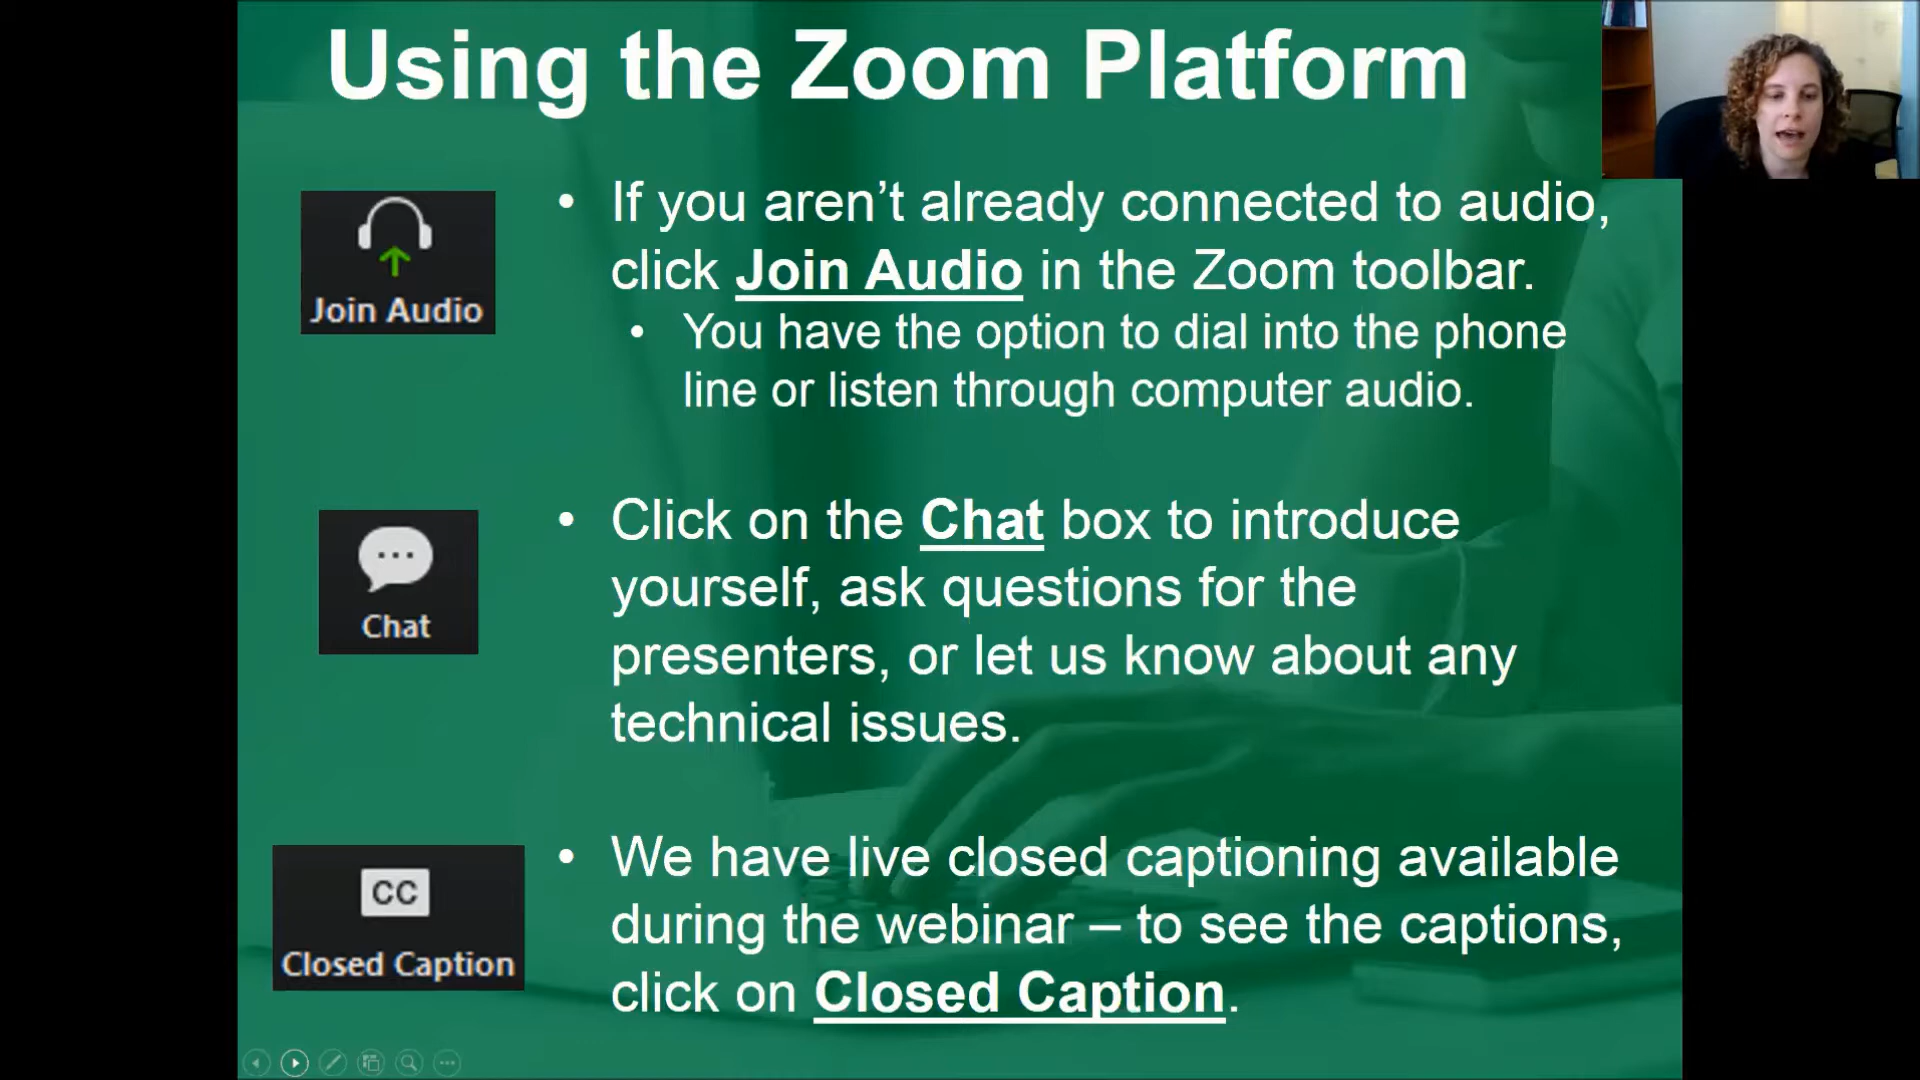 Using the Zoom Platform
Join Audio
• If you aren’t already connected to audio,
click Join Audio in the Zoom toolbar.
• You have the option to dial into the phone
line or listen through computer audio.
Chat
• Click on the Chat box to introduce
yourself, ask questions for the
presenters, or let us know about any
technical issues.
CC
Closed Caption
• We have live closed captioning available
during the webinar – to see the captions,
click on Closed Caption.